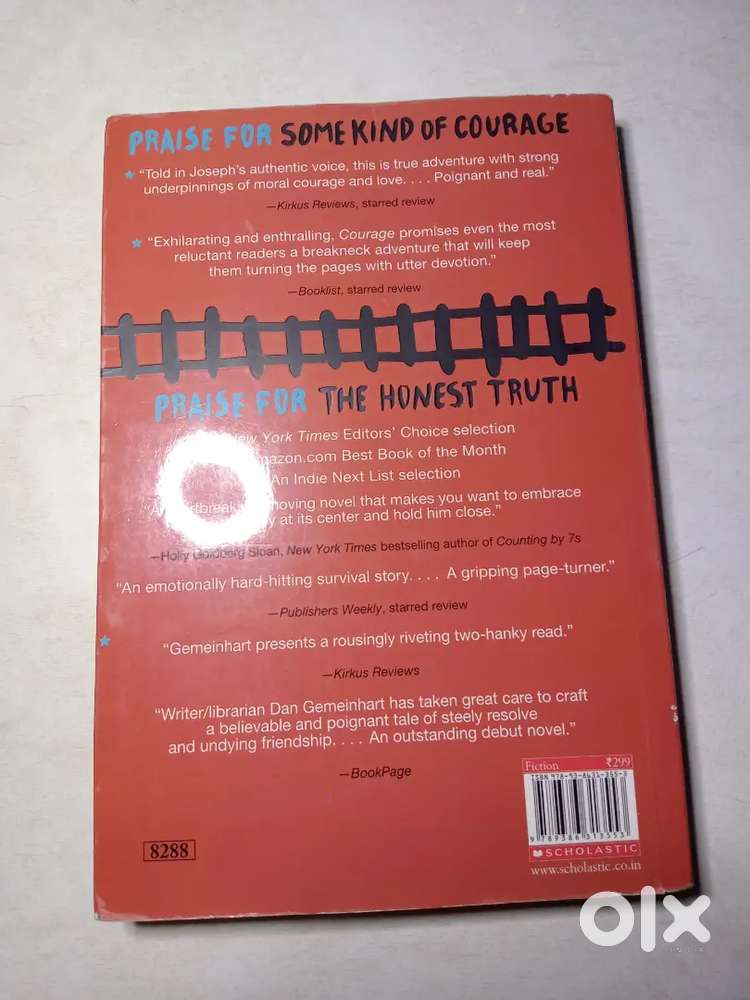 PRAISE FOR SOME KIND OF COURAGE
“Told in Joseph’s authentic voice, this is true adventure with strong
underpinnings of moral courage and love. . . . Poignant and real.”
—Kirkus Reviews, starred review
“Exhilarating and enthralling, Courage promises even the most
reluctant readers a breakneck adventure that will keep
them turning the pages with utter devotion.”
—Booklist, starred review
PRAISE FOR THE HONEST TRUTH
York Times Editors’ Choice selection
Best Book of the Month
An Indie Next List selection
novel that makes you want to embrace
at its center and hold him close.”
—Holly Goldberg Sloan, New York Times bestselling author of Counting by 7s
“An emotionally hard-hitting survival story. . . . A gripping page-turner.”
—Publishers Weekly, starred review
“Gemeinhart presents a rousingly riveting two-hanky read.”
—Kirkus Reviews
“Writer/librarian Dan Gemeinhart has taken great care to craft
a believable and poignant tale of steely resolve
and undying friendship. . . . An outstanding debut novel.”
—BookPage
Fiction ₹299
ISBN
9 789386 313553
SCHOLASTIC
www.scholastic.co.in
8288
olx